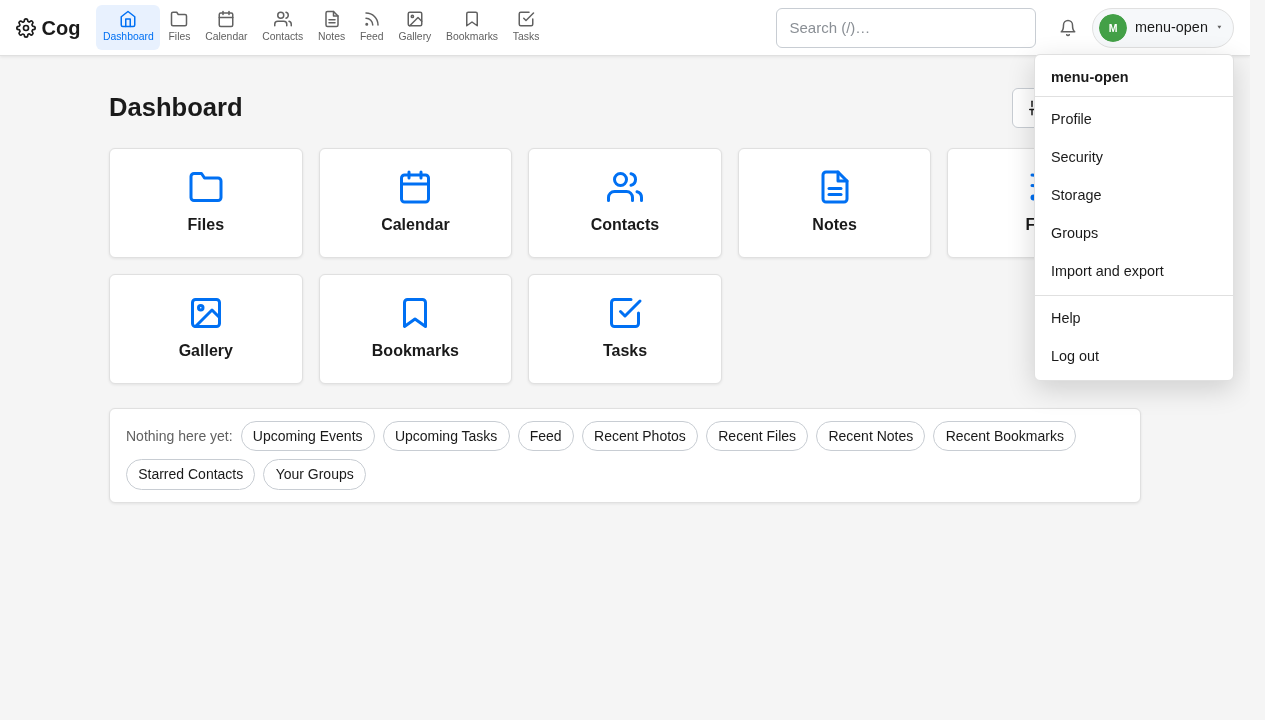 Cog
Dashboard Files Calendar Contacts Notes Feed Gallery Bookmarks Tasks
Search (/)…
M menu-open
menu-open
Profile
Security
Storage
Groups
Import and export
Help
Log out
Dashboard
Files Calendar Contacts Notes
Gallery Bookmarks Tasks
Nothing here yet: Upcoming Events Upcoming Tasks Feed Recent Photos Recent Files Recent Notes Recent Bookmarks
Starred Contacts Your Groups